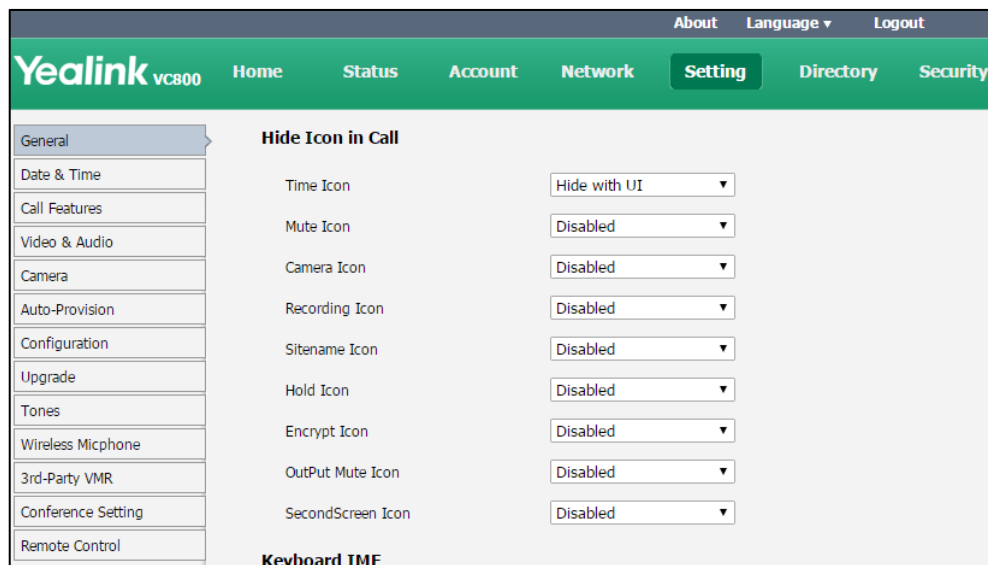 About Language ▾ Logout
Yealink VC800 Home Status Account Network Setting Directory Security
General
Date & Time
Call Features
Video & Audio
Camera
Auto-Provision
Configuration
Upgrade
Tones
Wireless Micphone
3rd-Party VMR
Conference Setting
Remote Control
Hide Icon in Call
Time Icon Hide with UI
Mute Icon Disabled
Camera Icon Disabled
Recording Icon Disabled
Sitename Icon Disabled
Hold Icon Disabled
Encrypt Icon Disabled
OutPut Mute Icon Disabled
SecondScreen Icon Disabled
Keyboard IME